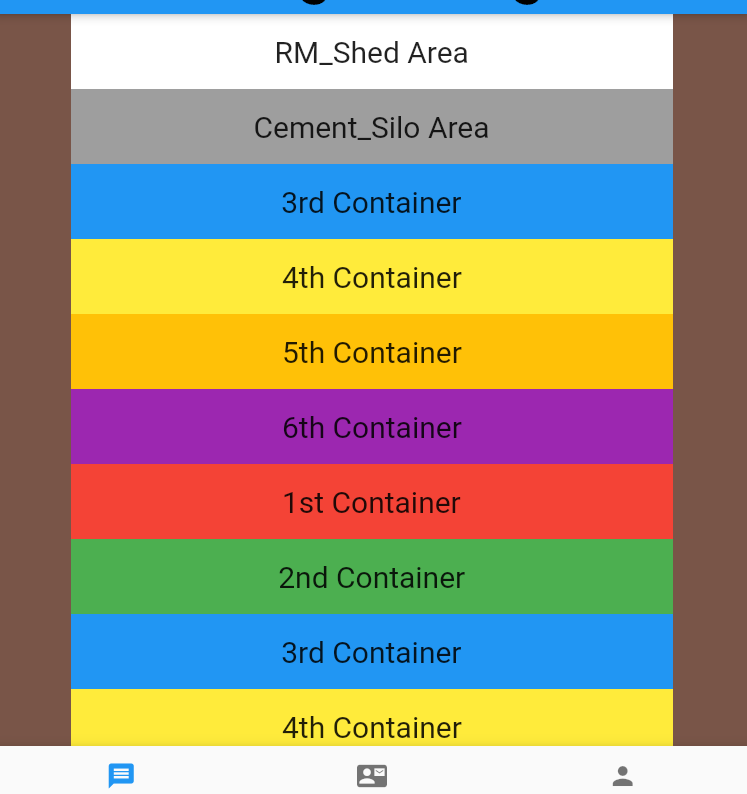 RM_Shed Area
Cement_Silo Area
3rd Container
4th Container
5th Container
6th Container
1st Container
2nd Container
3rd Container
4th Container